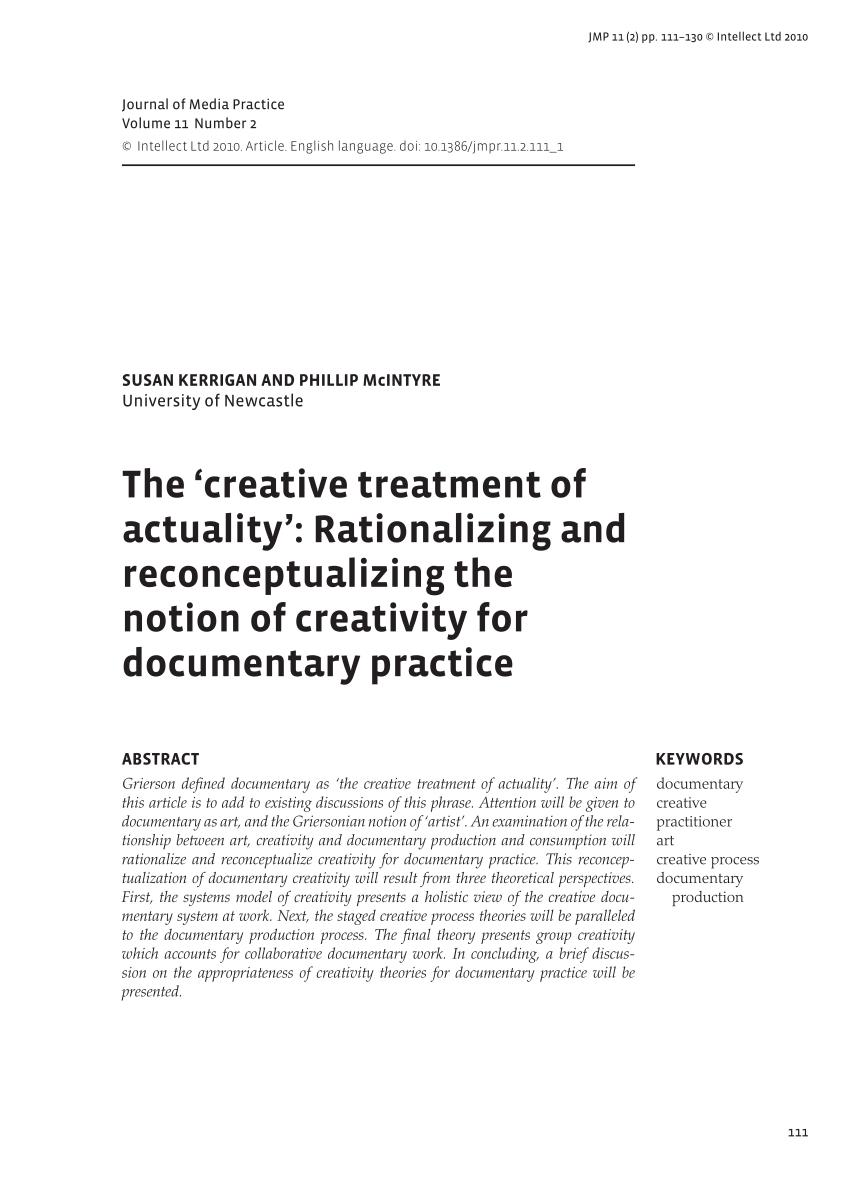 JMP 11 (2) pp. 111–130 © Intellect Ltd 2010
Journal of Media Practice
Volume 11 Number 2
© Intellect Ltd 2010. Article. English language. doi: 10.1386/jmpr.11.2.111_1
SUSAN KERRIGAN AND PHILLIP McINTYRE
University of Newcastle
The ‘creative treatment of
actuality’: Rationalizing and
reconceptualizing the
notion of creativity for
documentary practice
ABSTRACT
Grierson defined documentary as ‘the creative treatment of actuality’. The aim of
this article is to add to existing discussions of this phrase. Attention will be given to
documentary as art, and the Griersonian notion of ‘artist’. An examination of the rela-
tionship between art, creativity and documentary production and consumption will
rationalize and reconceptualize creativity for documentary practice. This reconcep-
tualization of documentary creativity will result from three theoretical perspectives.
First, the systems model of creativity presents a holistic view of the creative docu-
mentary system at work. Next, the staged creative process theories will be paralleled
to the documentary production process. The final theory presents group creativity
which accounts for collaborative documentary work. In concluding, a brief discus-
sion on the appropriateness of creativity theories for documentary practice will be
presented.
KEYWORDS
documentary
creative
practitioner
art
creative process
documentary
production
111